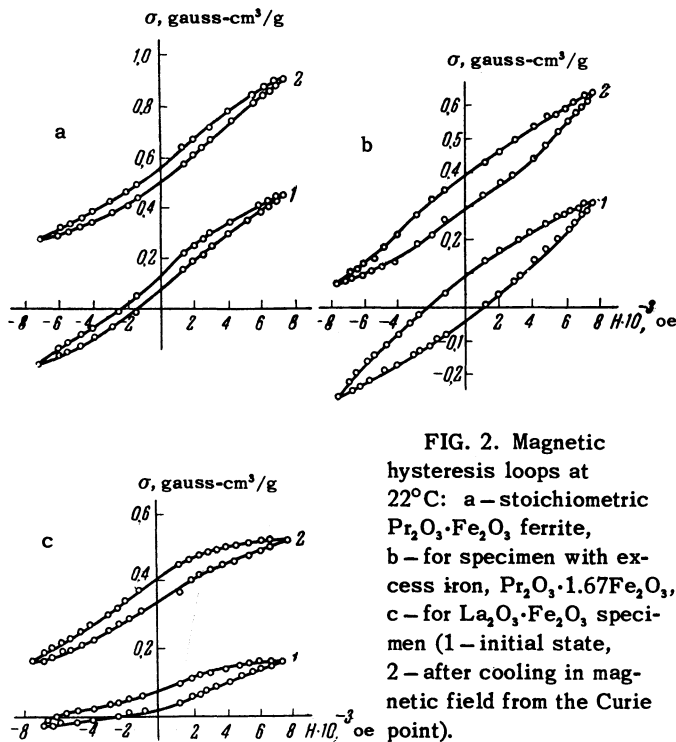 σ, gauss-cm³/g
1,0
0,8
0,6
0,4
0,2
a
2
1
-8 -6 -4 -2 2 4 6 8 H·10⁻³, oe
σ, gauss-cm³/g
0,6
0,5
0,4
0,2
-0,1
-0,2
b
2
1
-8 -6 -4 -2 2 4 6 8 H·10⁻³, oe
σ, gauss-cm³/g
0,6
0,4
0,2
c
2
1
-8 -6 -4 -2 2 4 6 8 H·10⁻³, oe
FIG. 2. Magnetic
hysteresis loops at
22°C: a – stoichiometric
Pr₂O₃·Fe₂O₃ ferrite,
b – for specimen with ex-
cess iron, Pr₂O₃·1.67Fe₂O₃,
c – for La₂O₃·Fe₂O₃ speci-
men (1 – initial state,
2 – after cooling in mag-
netic field from the Curie
point).